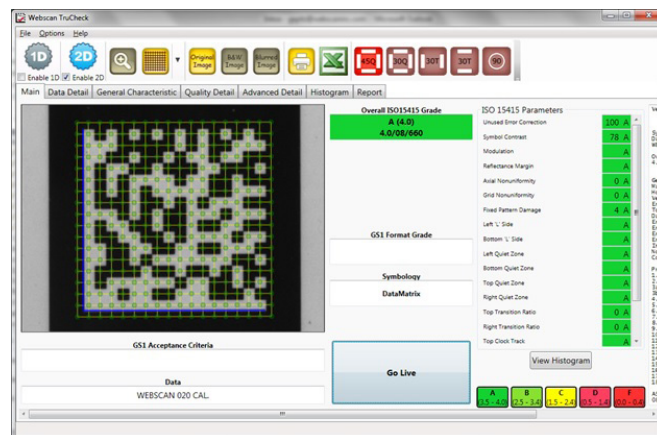 Webscan TruCheck
File Options Help
1D
2D
Enable 1D
Enable 2D
Original Image
B&W Image
Blurred Image
45Q
30Q
30T
30T
90
Main
Data Detail
General Characteristic
Quality Detail
Advanced Detail
Histogram
Report
Overall ISO15415 Grade
A (4.0)
4.0/08/660
GS1 Format Grade
Symbology
DataMatrix
GS1 Acceptance Criteria
Data
WEBSCAN 020 CAL.
Go Live
ISO 15415 Parameters
Unused Error Correction 100 A
Symbol Contrast 78 A
Modulation A
Reflectance Margin A
Axial Nonuniformity 0 A
Grid Nonuniformity 0 A
Fixed Pattern Damage 4 A
Left 'L' Side A
Bottom 'L' Side A
Left Quiet Zone A
Bottom Quiet Zone A
Top Quiet Zone A
Right Quiet Zone A
Top Transition Ratio 0 A
Right Transition Ratio 0 A
Top Clock Track A
View Histogram
A (3.5 - 4.0)
B (2.5 - 3.4)
C (1.5 - 2.4)
D (0.5 - 1.4)
F (0.0 - 0.4)